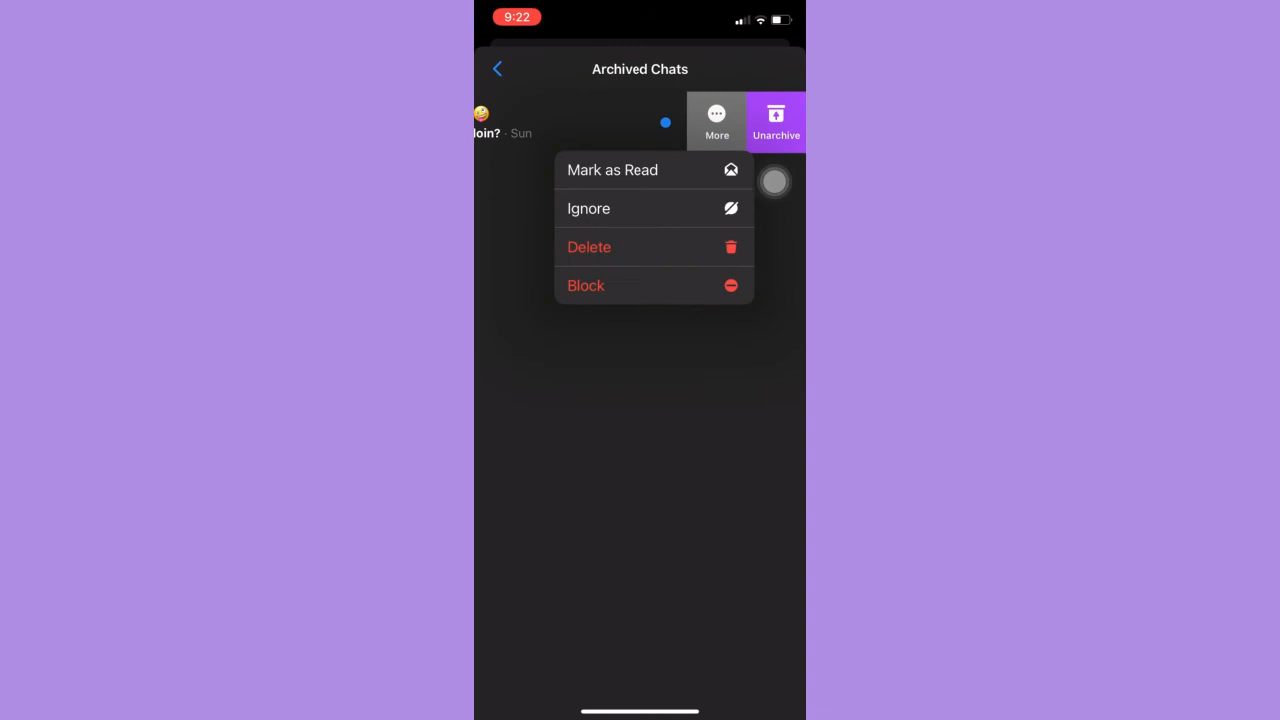 9:22
Archived Chats
Join? · Sun
More
Unarchive
Mark as Read
Ignore
Delete
Block